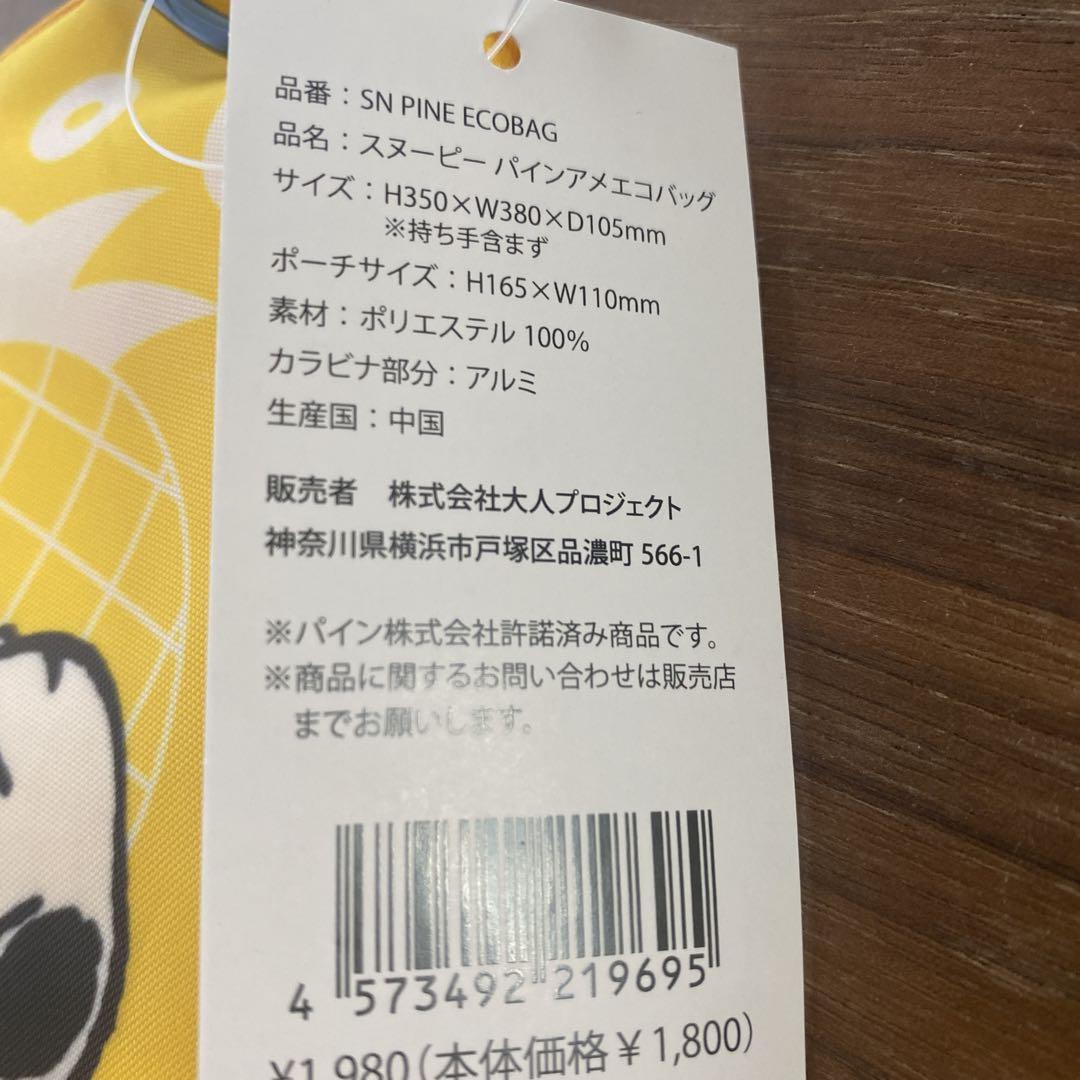 品番：SN PINE ECOBAG
品名：スヌーピー パインアメエコバッグ
サイズ：H350×W380×D105mm
※持ち手含まず
ポーチサイズ：H165×W110mm
素材：ポリエステル 100%
カラビナ部分：アルミ
生産国：中国
販売者　株式会社大人プロジェクト
神奈川県横浜市戸塚区品濃町 566-1
※パイン株式会社許諾済み商品です。
※商品に関するお問い合わせは販売店
までお願いします。
4 573492 219695
¥1,980(本体価格¥1,800)